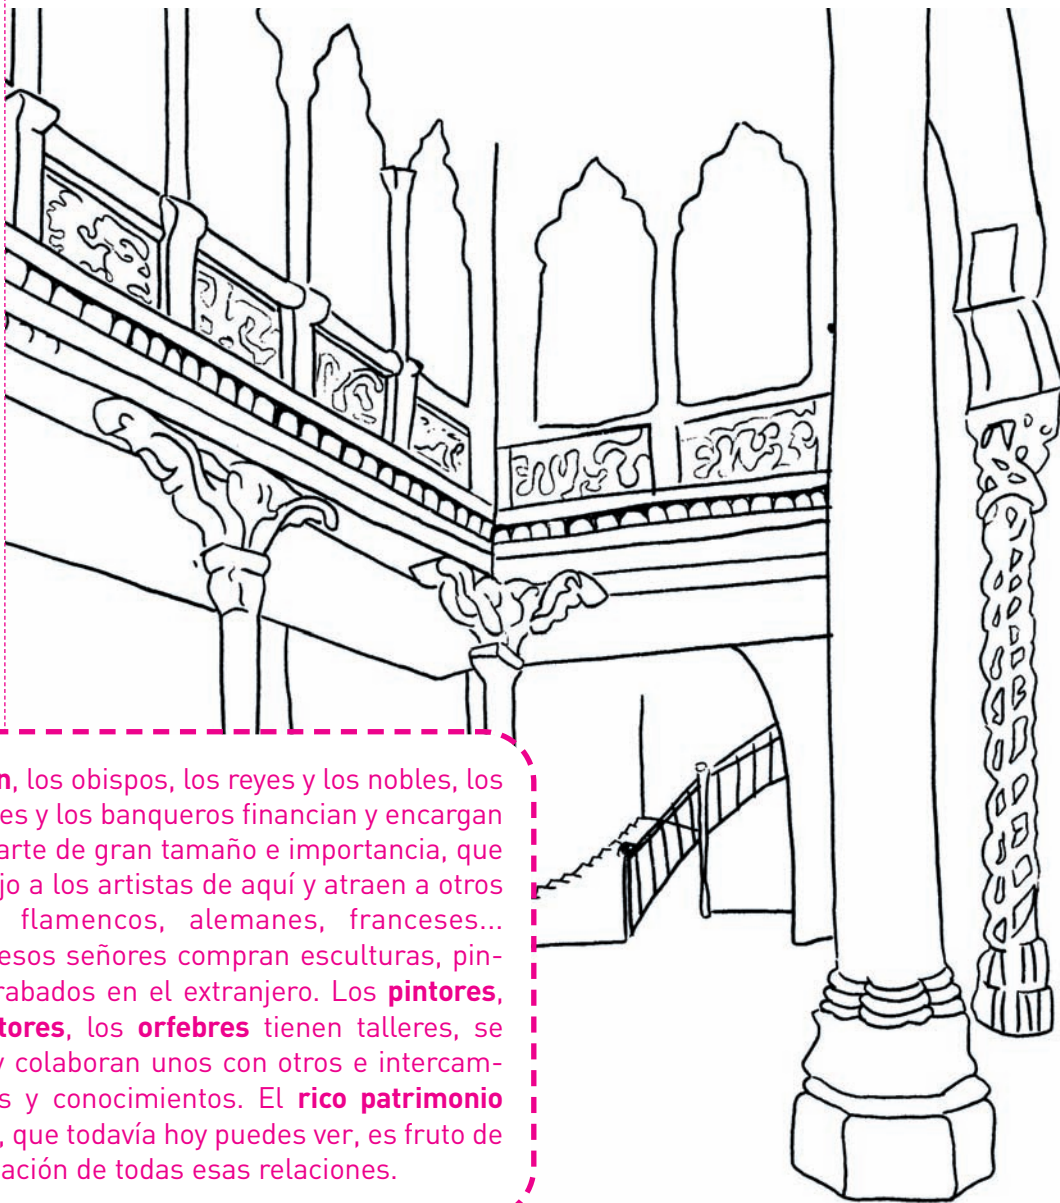 n, los obispos, los reyes y los nobles, los
es y los banqueros financian y encargan
arte de gran tamaño e importancia, que
jo a los artistas de aquí y atraen a otros
flamencos, alemanes, franceses...
esos señores compran esculturas, pin-
rabados en el extranjero. Los pintores,
tores, los orfebres tienen talleres, se
y colaboran unos con otros e intercam-
s y conocimientos. El rico patrimonio
, que todavía hoy puedes ver, es fruto de
ación de todas esas relaciones.